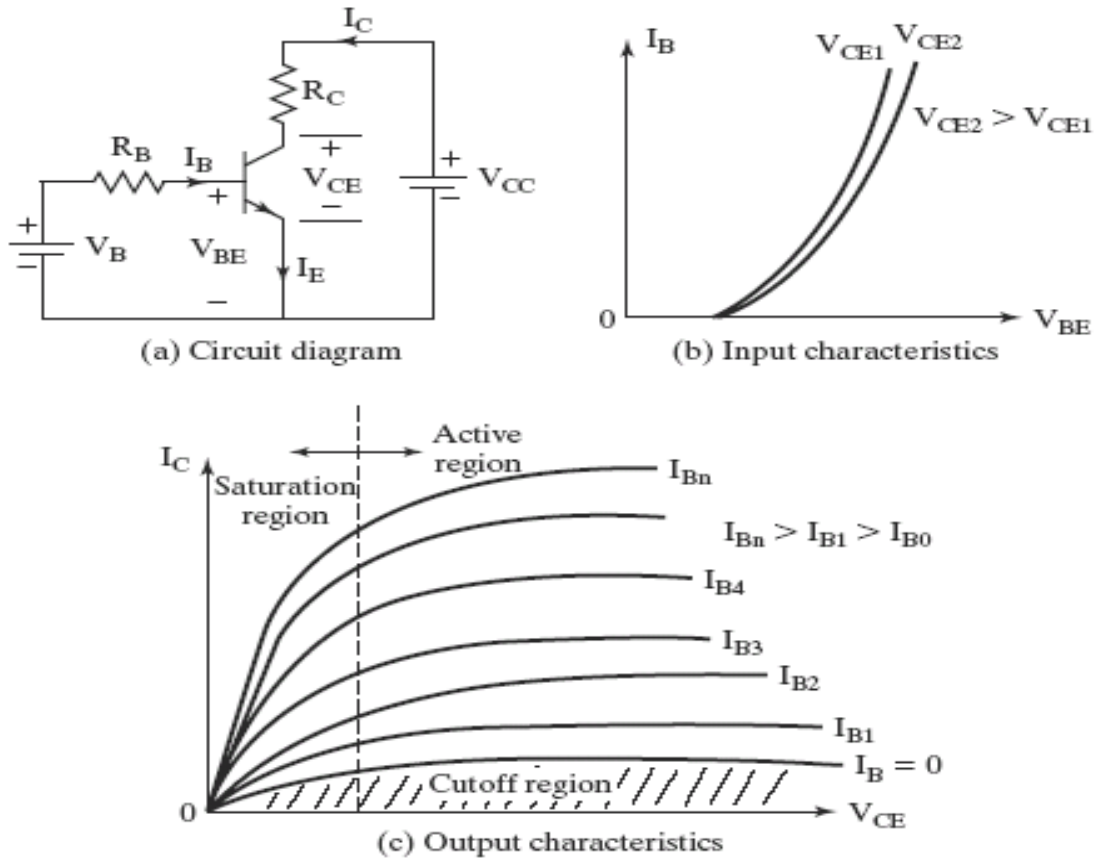 I_C
R_C
R_B
I_B
+
+
V_CE
−
+
−
V_CC
+
−
V_B
V_BE
I_E
−
(a) Circuit diagram
I_B
V_CE1
V_CE2
V_CE2 > V_CE1
0
V_BE
(b) Input characteristics
I_C
Saturation
region
Active
region
I_Bn
I_Bn > I_B1 > I_B0
I_B4
I_B3
I_B2
I_B1
I_B = 0
Cutoff region
0
V_CE
(c) Output characteristics